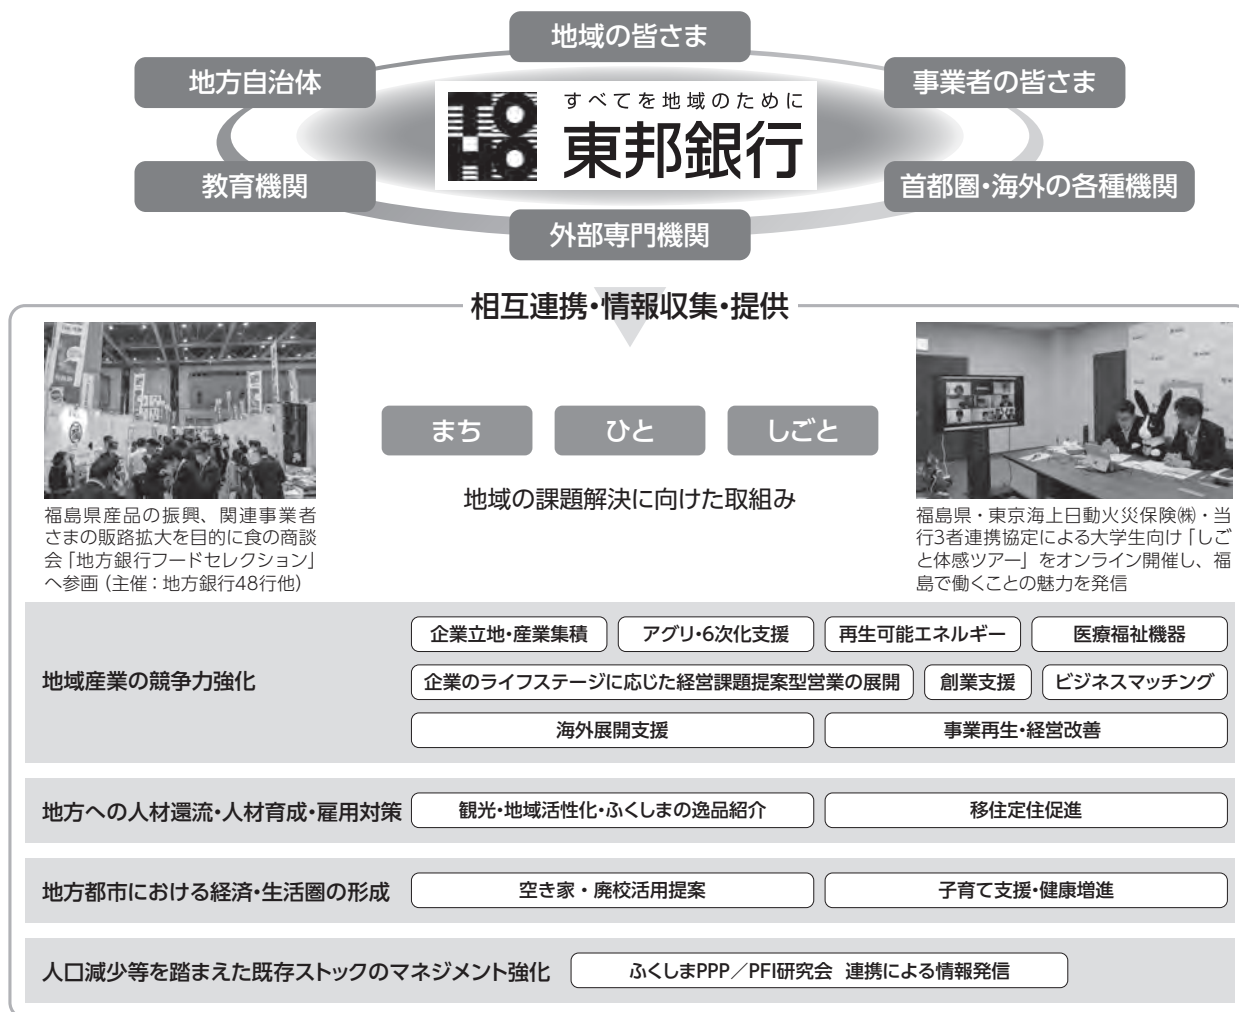 地域の皆さま
地方自治体
事業者の皆さま
TO
HO
すべてを地域のために
東邦銀行
教育機関
首都圏・海外の各種機関
外部専門機関
相互連携・情報収集・提供
まち
ひと
しごと
地域の課題解決に向けた取組み
福島県産品の振興、関連事業者
さまの販路拡大を目的に食の商談
会「地方銀行フードセレクション」
へ参画（主催：地方銀行48行他）
福島県・東京海上日動火災保険㈱・当
行3者連携協定による大学生向け「しご
と体感ツアー」をオンライン開催し、福
島で働くことの魅力を発信
地域産業の競争力強化
企業立地・産業集積
アグリ・6次化支援
再生可能エネルギー
医療福祉機器
企業のライフステージに応じた経営課題提案型営業の展開
創業支援
ビジネスマッチング
海外展開支援
事業再生・経営改善
地方への人材還流・人材育成・雇用対策
観光・地域活性化・ふくしまの逸品紹介
移住定住促進
地方都市における経済・生活圏の形成
空き家・廃校活用提案
子育て支援・健康増進
人口減少等を踏まえた既存ストックのマネジメント強化
ふくしまPPP／PFI研究会 連携による情報発信